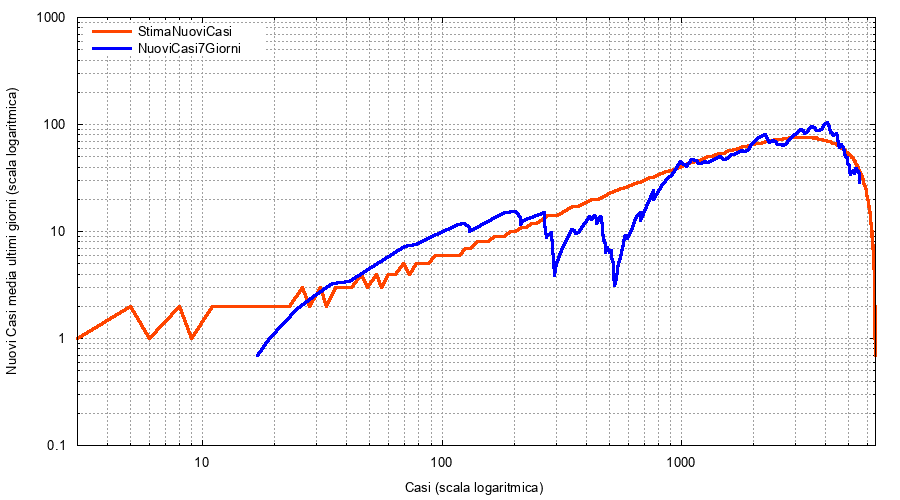 1000
StimaNuoviCasi
NuoviCasi7Giorni
100
10
1
0.1
Nuovi Casi media ultimi giorni (scala logaritmica)
10
100
1000
Casi (scala logaritmica)